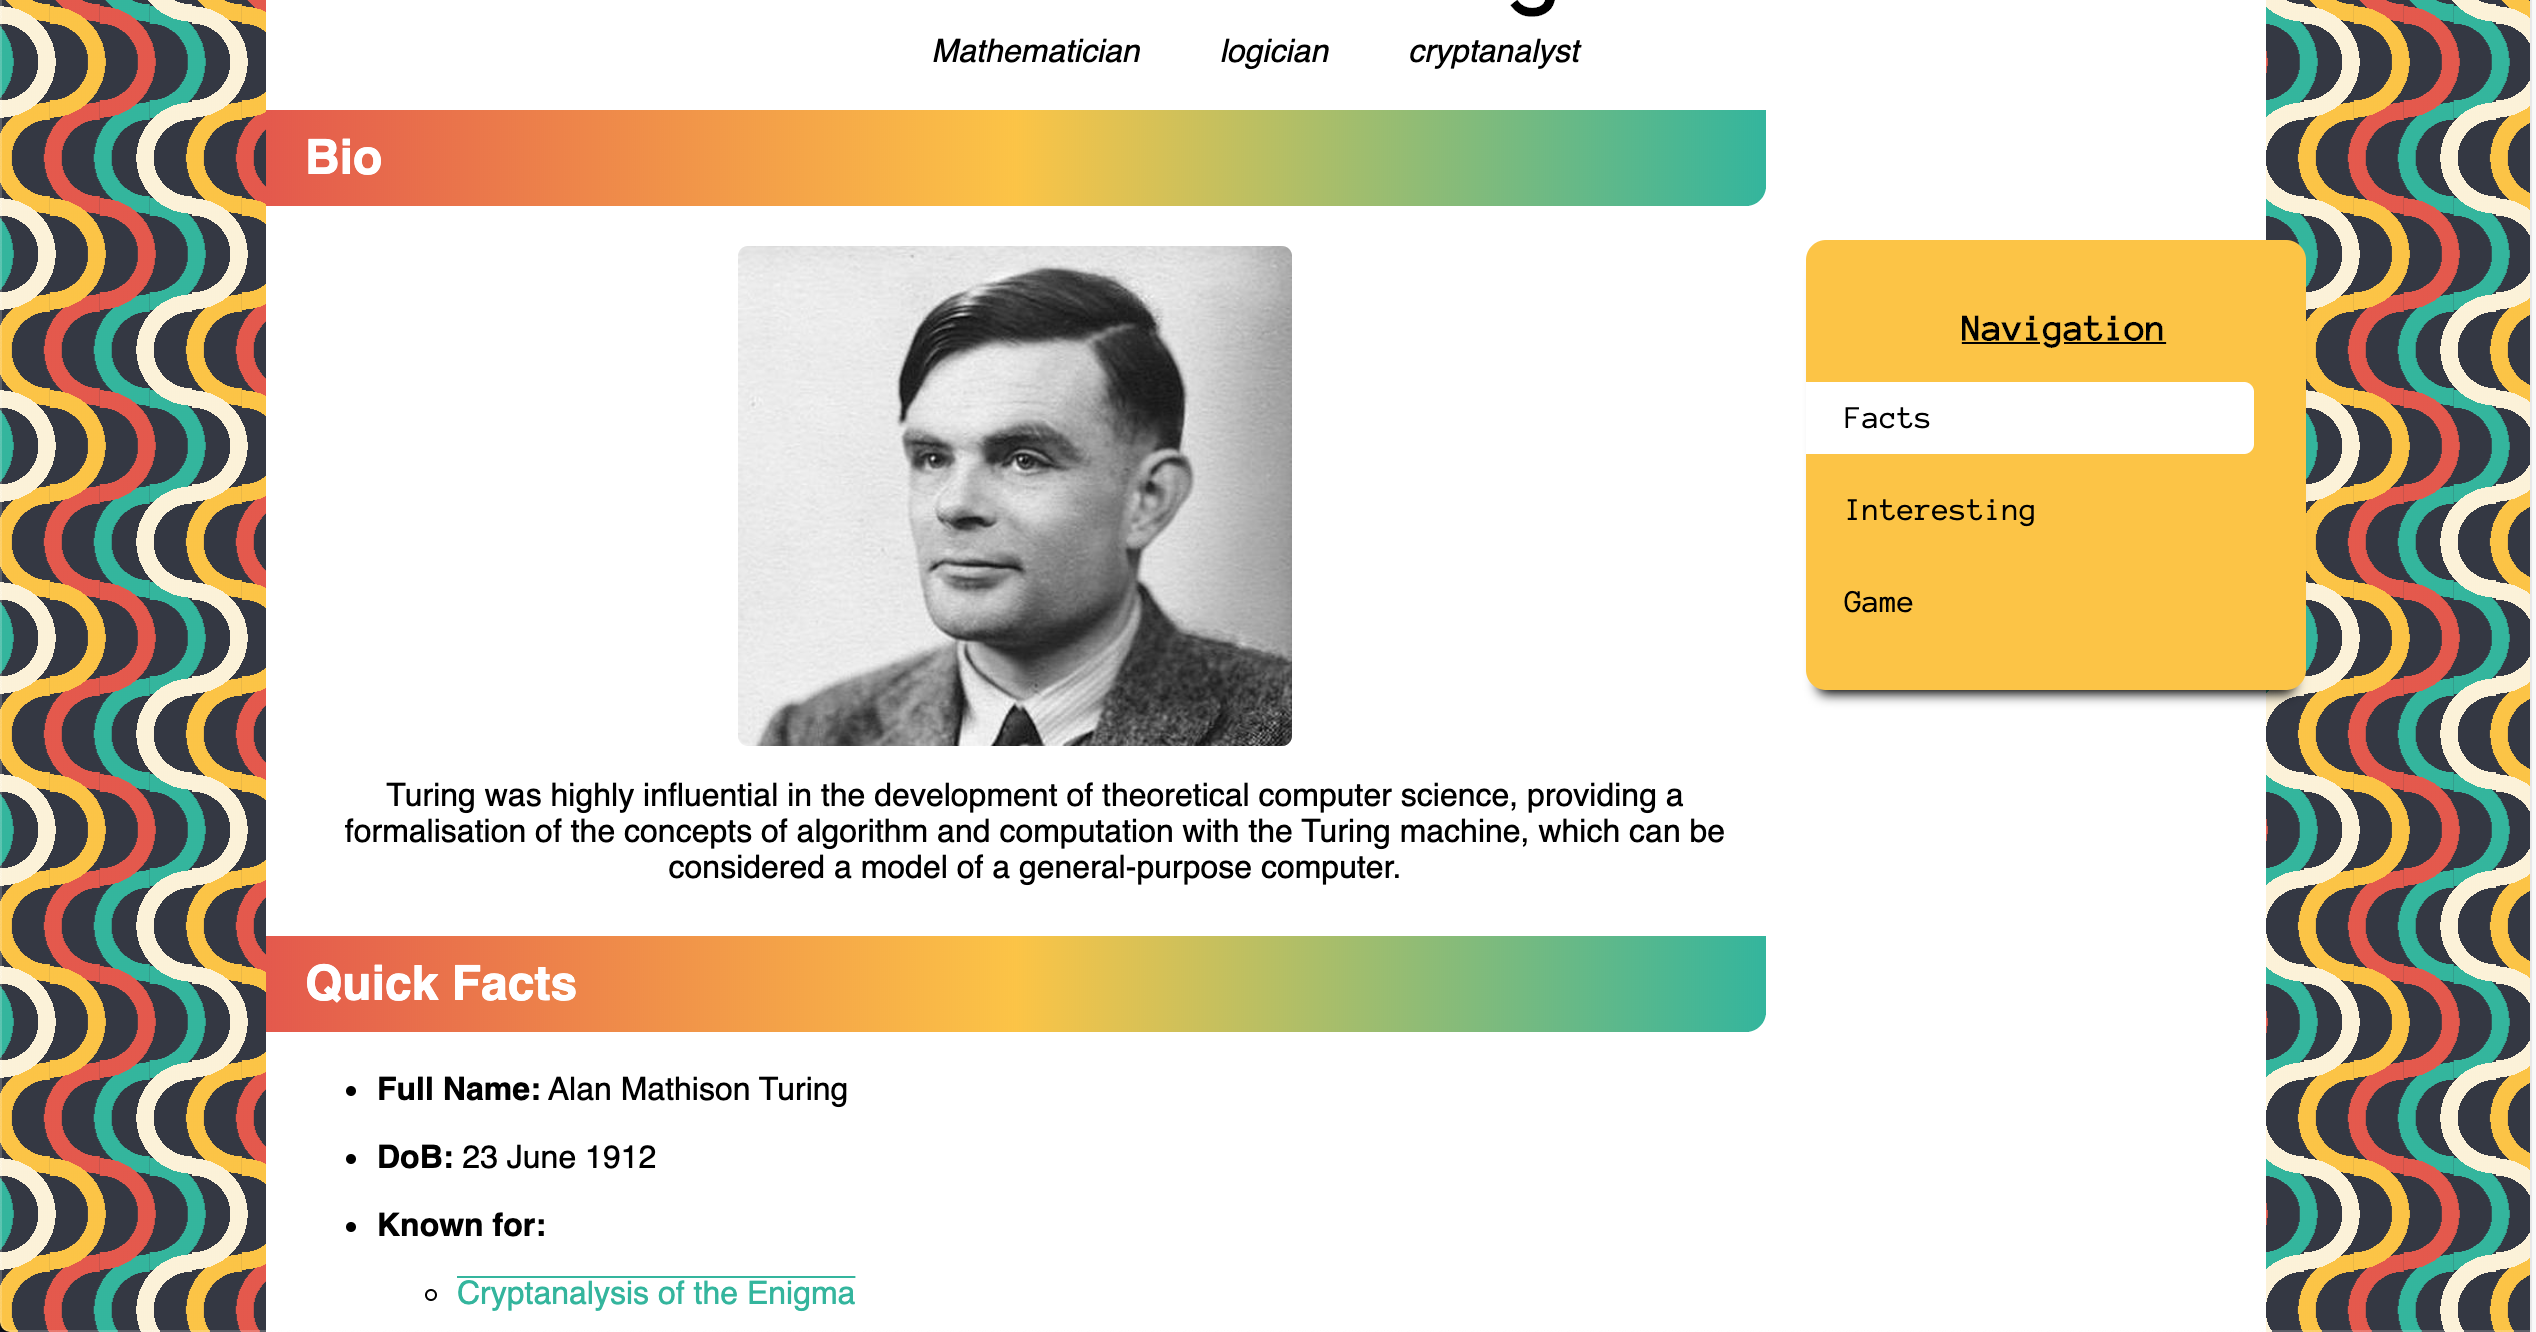 Mathematician logician cryptanalyst
Bio
Navigation
Facts
Interesting
Game
Turing was highly influential in the development of theoretical computer science, providing a
formalisation of the concepts of algorithm and computation with the Turing machine, which can be
considered a model of a general-purpose computer.
Quick Facts
Full Name: Alan Mathison Turing
DoB: 23 June 1912
Known for:
Cryptanalysis of the Enigma